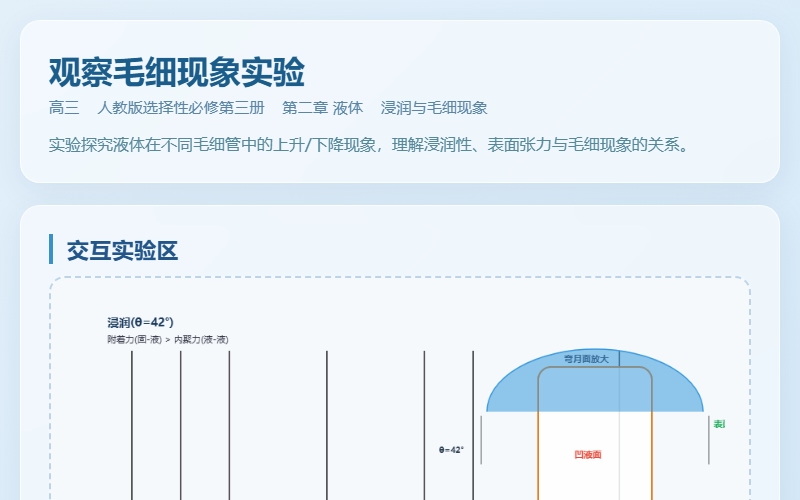 观察毛细现象实验
高三 人教版选择性必修第三册 第二章 液体 浸润与毛细现象
实验探究液体在不同毛细管中的上升/下降现象，理解浸润性、表面张力与毛细现象的关系。
交互实验区
浸润(θ=42°)
附着力(固-液) > 内聚力(液-液)
弯月面放大
表
θ=42°
凹液面